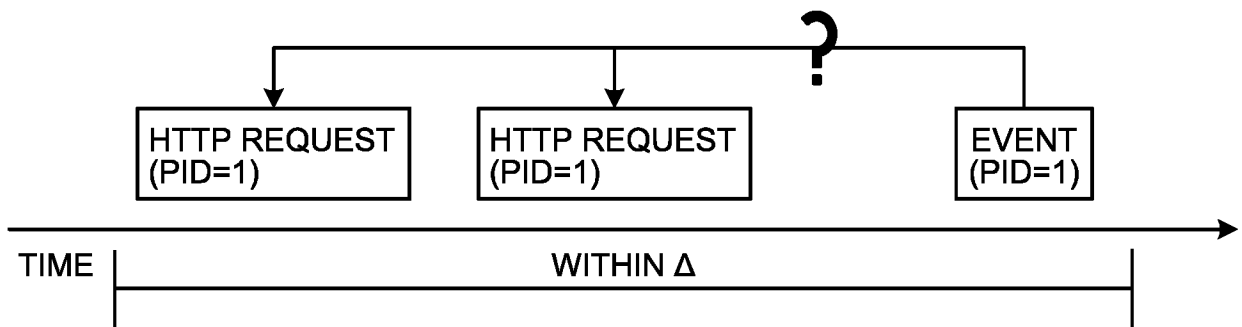 ?
HTTP REQUEST
(PID=1)
HTTP REQUEST
(PID=1)
EVENT
(PID=1)
TIME
WITHIN Δ